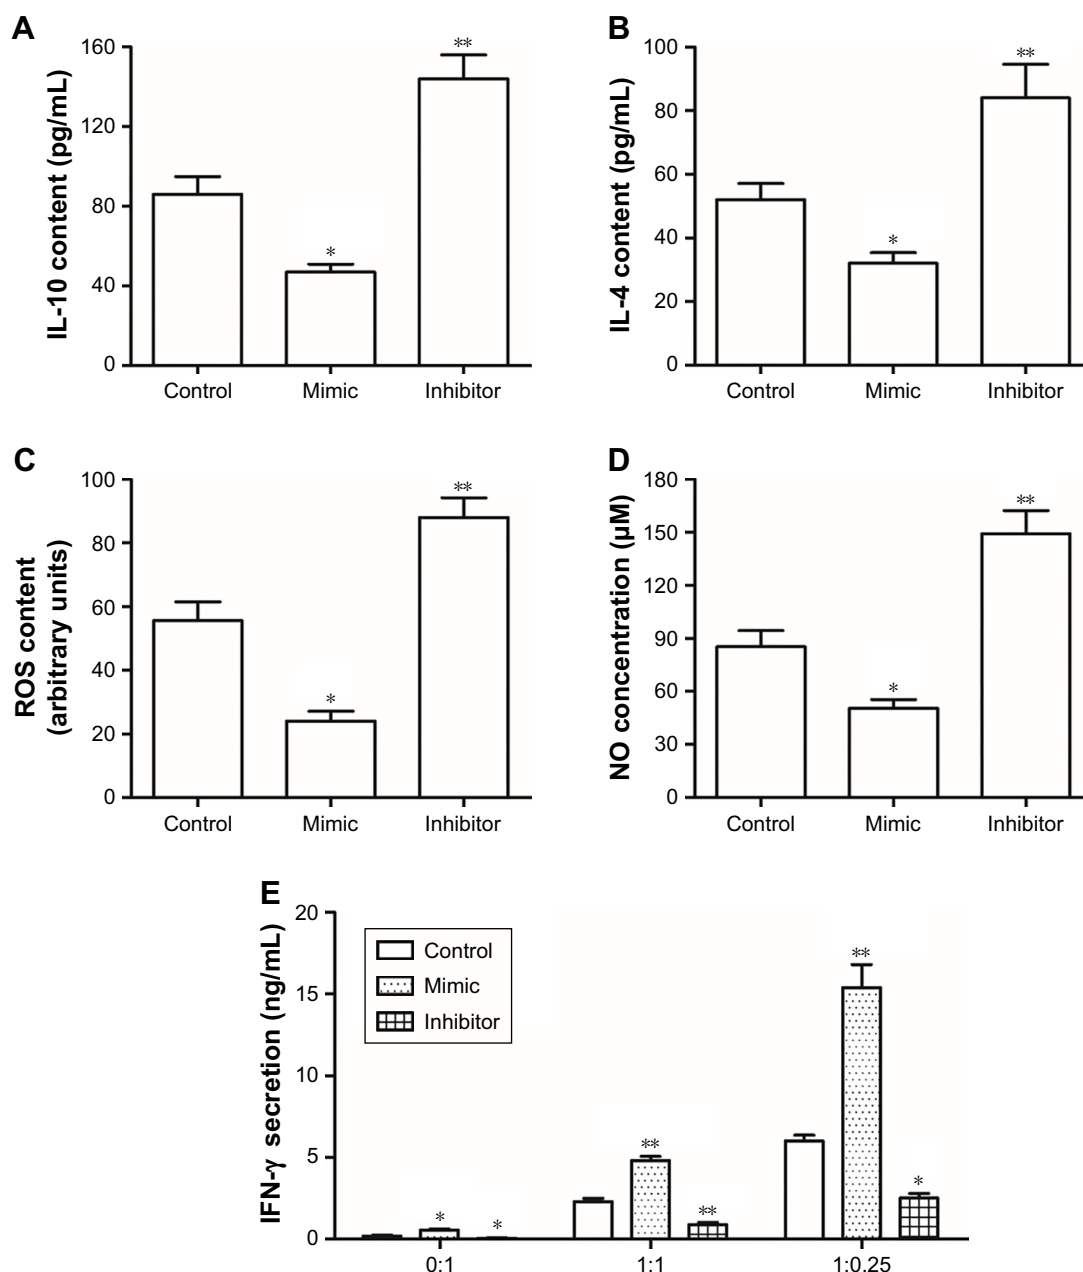 A
IL-10 content (pg/mL)
160
120
80
40
0
**
*
Control Mimic Inhibitor
B
IL-4 content (pg/mL)
100
80
60
40
20
0
**
*
Control Mimic Inhibitor
C
ROS content
(arbitrary units)
100
80
60
40
20
0
**
*
Control Mimic Inhibitor
D
NO concentration (µM)
180
150
120
90
60
30
0
**
*
Control Mimic Inhibitor
E
IFN-γ secretion (ng/mL)
20
15
10
5
0
Control
Mimic
Inhibitor
* *
** **
** *
0:1 1:1 1:0.25